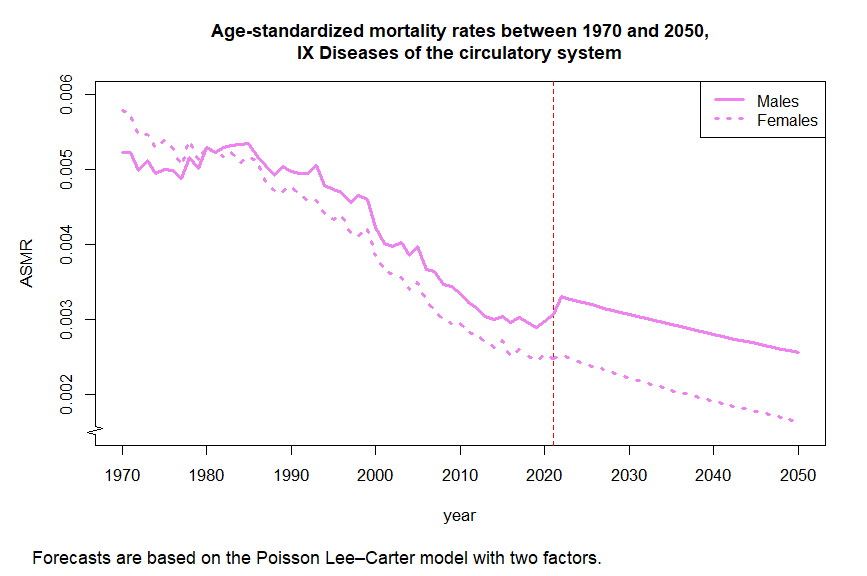 Age-standardized mortality rates between 1970 and 2050,
IX Diseases of the circulatory system
Males
Females
ASMR
0.006
0.005
0.004
0.003
0.002
1970 1980 1990 2000 2010 2020 2030 2040 2050
year
Forecasts are based on the Poisson Lee–Carter model with two factors.